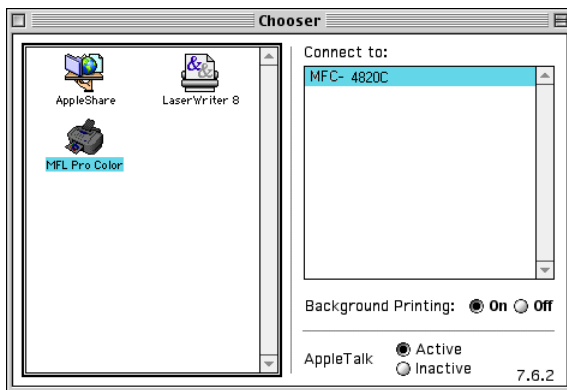 Chooser
AppleShare
LaserWriter 8
MFL Pro Color
Connect to:
MFC- 4820C
Background Printing: On Off
AppleTalk
Active
Inactive
7.6.2